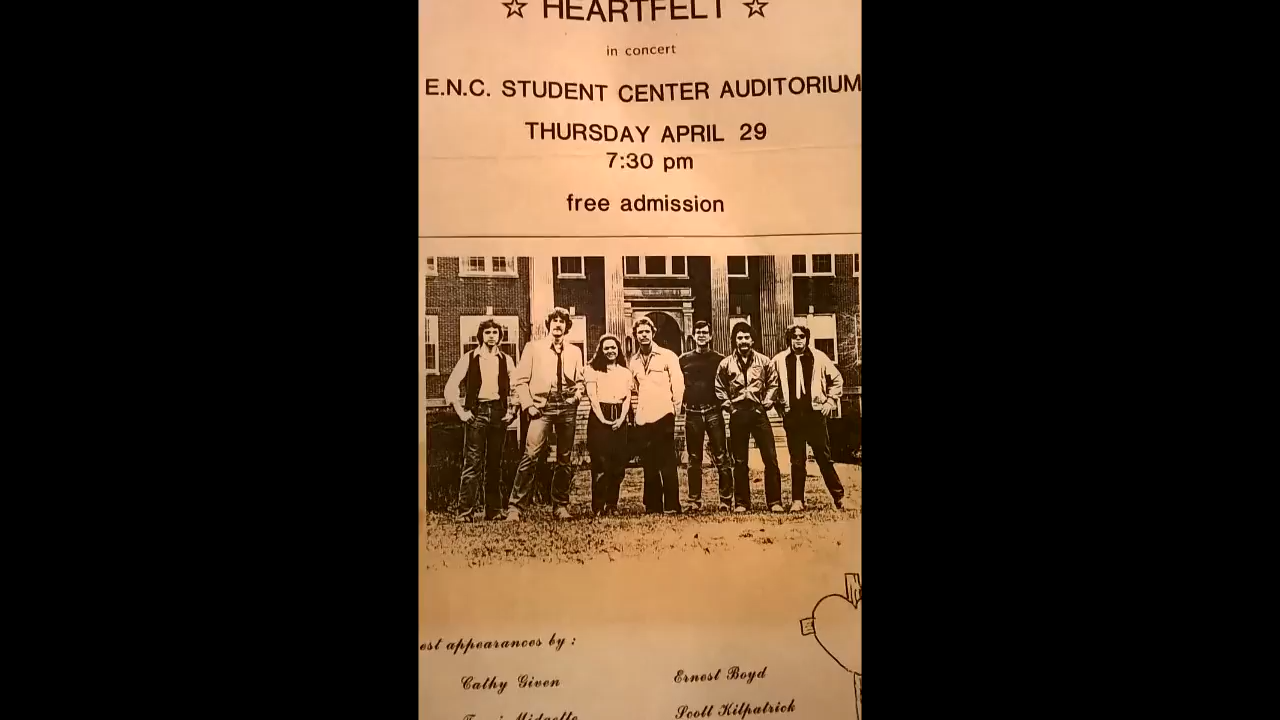 ☆ HEARTFELT ☆
in concert
E.N.C. STUDENT CENTER AUDITORIUM
THURSDAY APRIL 29
7:30 pm
free admission
est appearances by :
Cathy Given
Ernest Boyd
Scott Kilpatrick